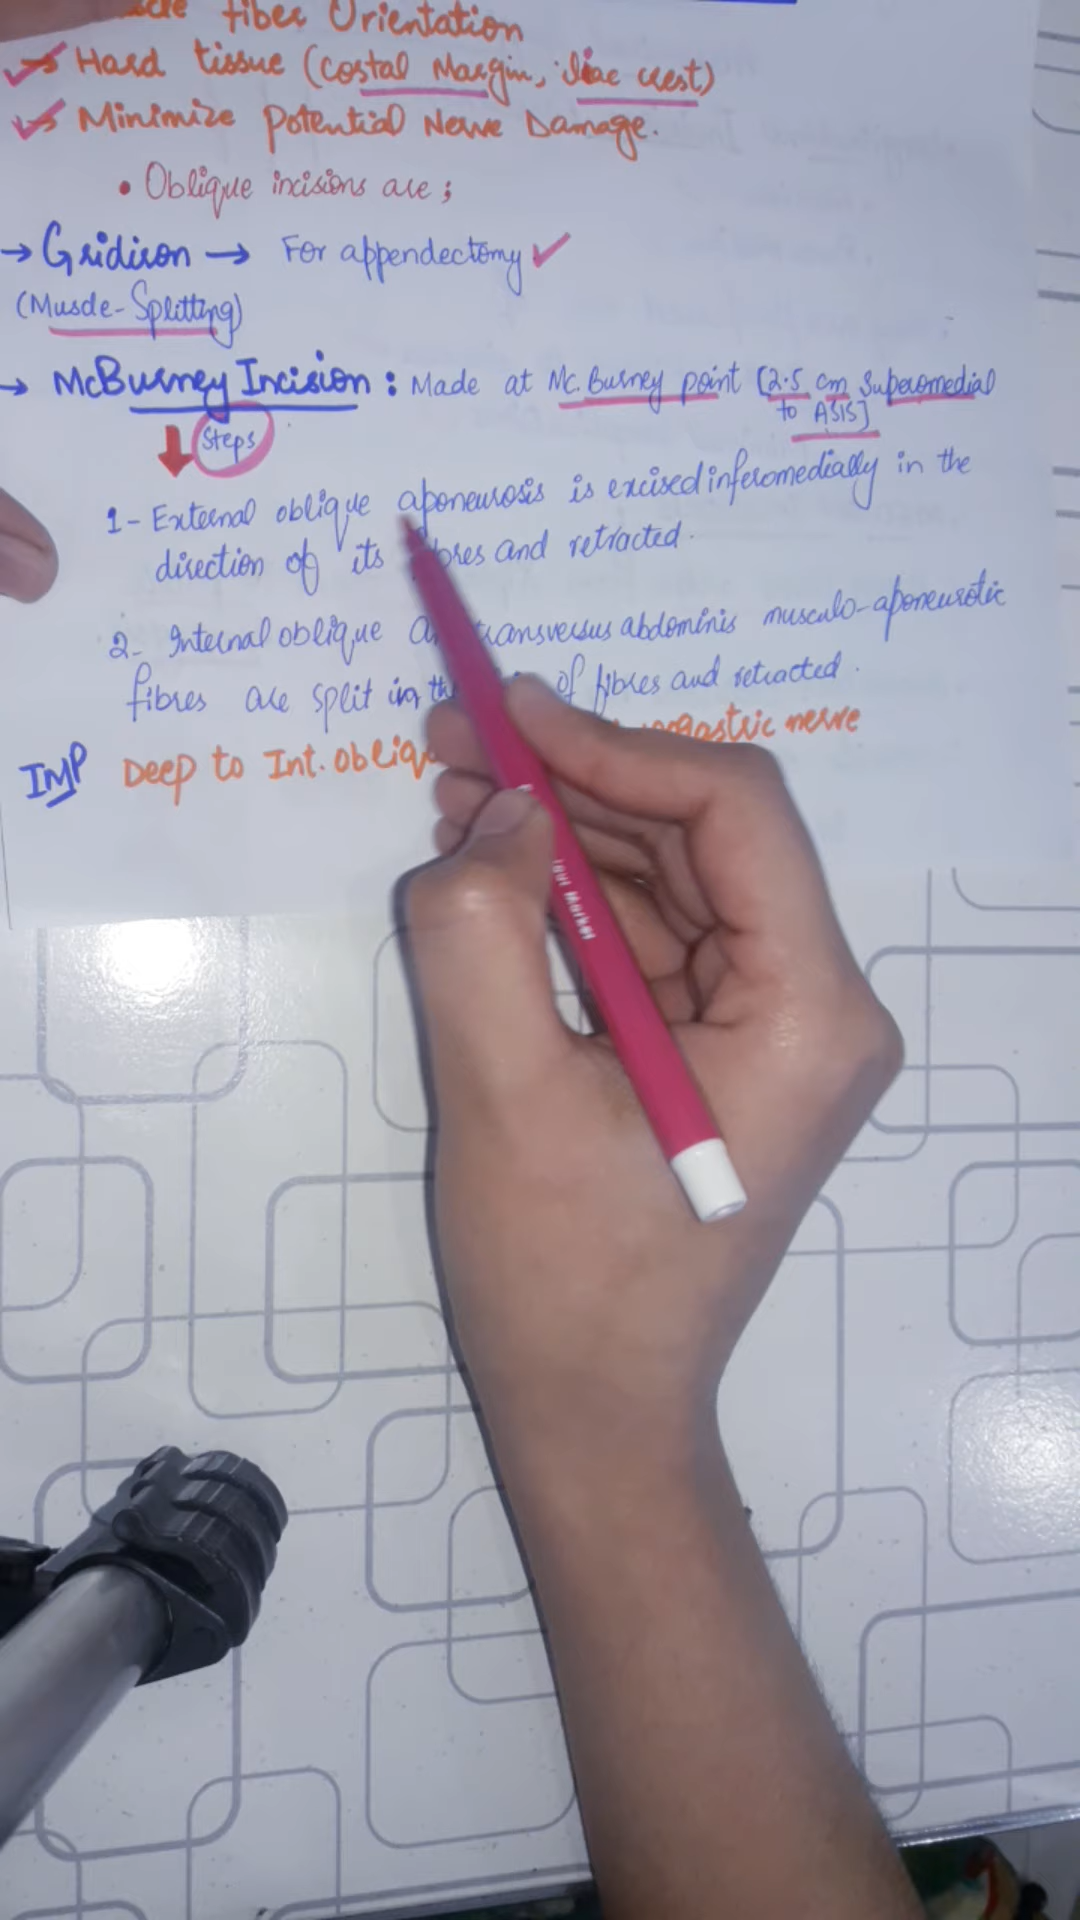 fiber Orientation
→ Hard tissue (costal Margin, iliac crest)
→ Minimize potential Nerve Damage.
• Oblique incisions are ;
→ Gridiron → For appendectomy ✓
(Muscle-Splitting)
→ McBurney Incision : Made at Mc.Burney point [2.5 cm Superomedial
to ASIS]
Steps
1- External oblique aponeurosis is excised inferomedially in the
direction of its fibres and retracted.
2- Internal oblique transversus abdominis musculo-aponeurotic
fibres are split in the of fibres and retracted.
IMP Deep to Int. Obliq nerve
Marker